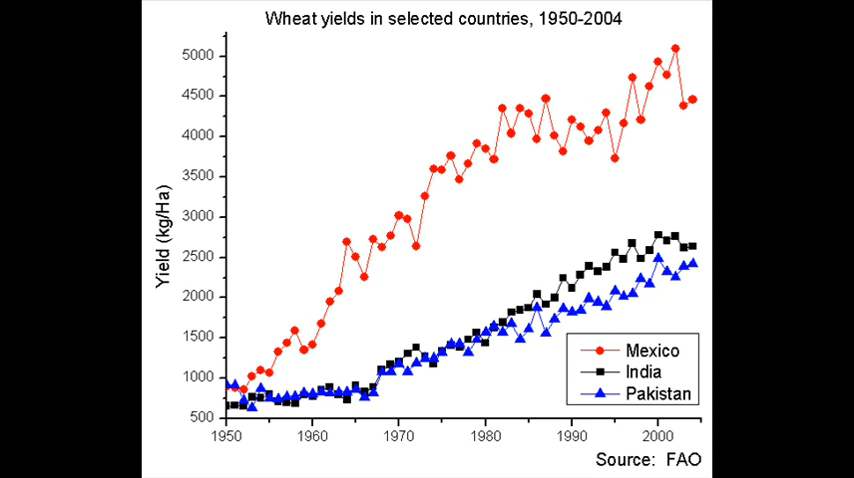 Wheat yields in selected countries, 1950-2004
5000
4500
4000
3500
3000
2500
2000
1500
1000
500
Yield (kg/Ha)
1950 1960 1970 1980 1990 2000
Mexico
India
Pakistan
Source: FAO